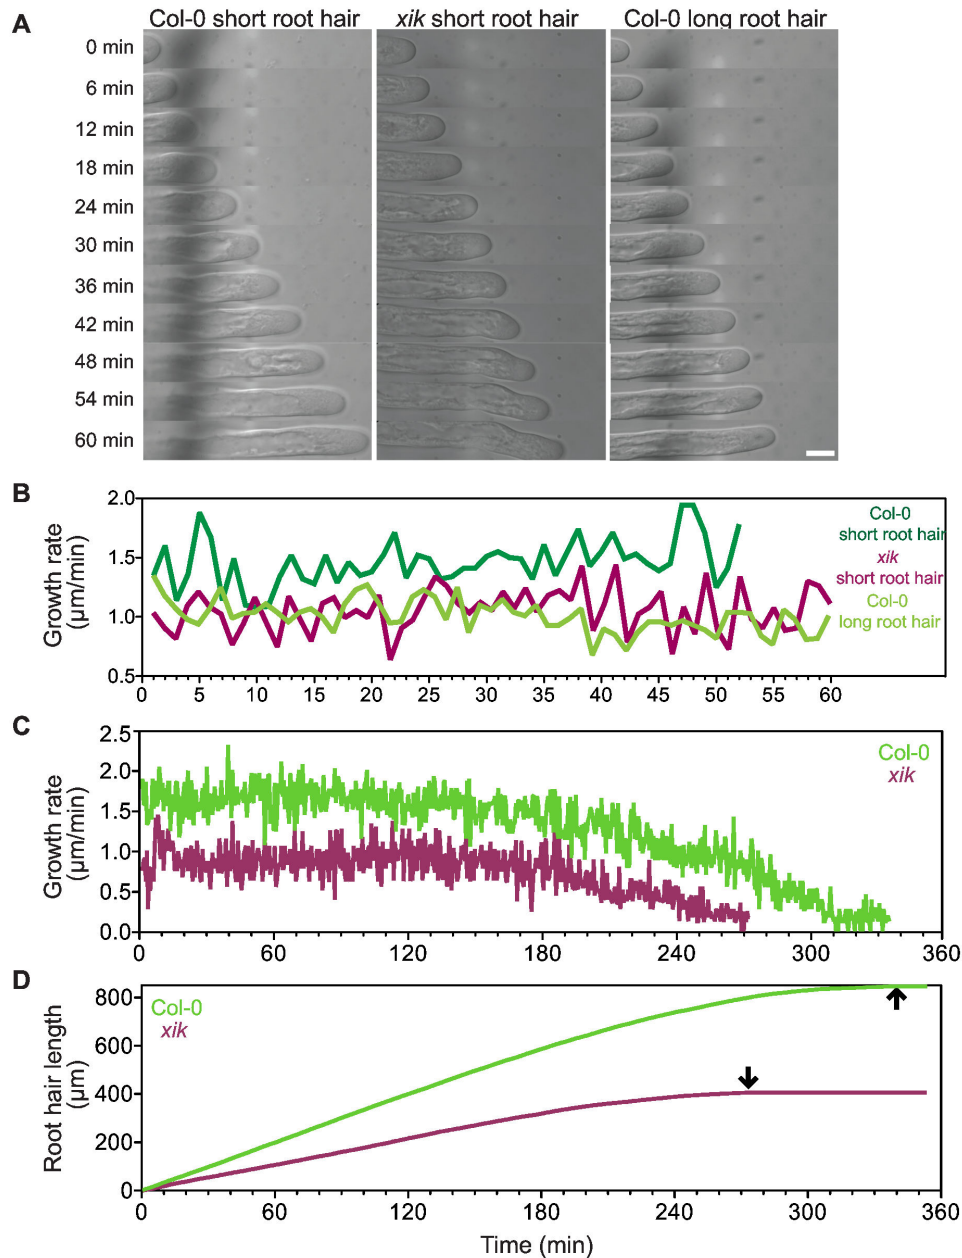 A
Col-0 short root hair
xik short root hair
Col-0 long root hair
0 min
6 min
12 min
18 min
24 min
30 min
36 min
42 min
48 min
54 min
60 min
B
Growth rate
(µm/min)
2.0
1.5
1.0
0.5
Col-0
short root hair
xik
short root hair
Col-0
long root hair
0 5 10 15 20 25 30 35 40 45 50 55 60
C
Growth rate
(µm/min)
2.5
2.0
1.5
1.0
0.5
0.0
Col-0
xik
0 60 120 180 240 300 360
D
Root hair length
(µm)
800
600
400
200
0
Col-0
xik
0 60 120 180 240 300 360
Time (min)